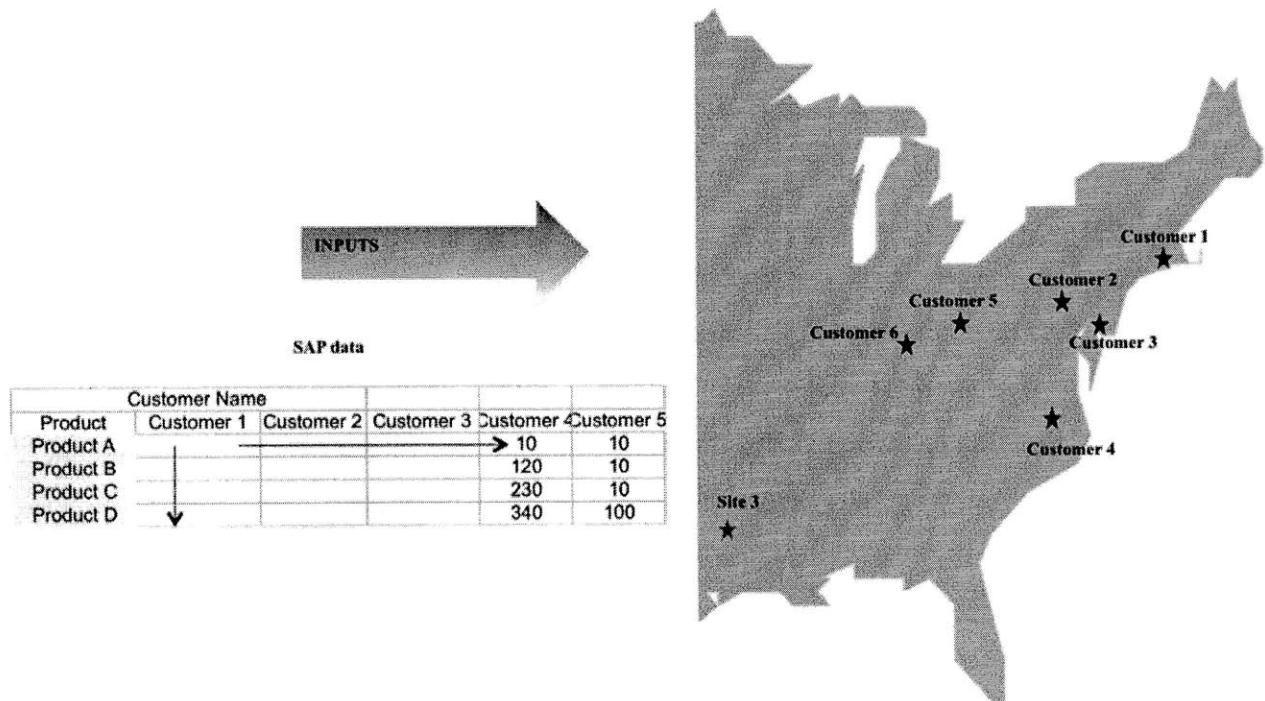 INPUTS
SAP data
Customer Name
Product Customer 1 Customer 2 Customer 3 Customer 4 Customer 5
Product A 10 10
Product B 120 10
Product C 230 10
Product D 340 100
Customer 1
Customer 2
Customer 5
Customer 6
Customer 3
Customer 4
Site 3